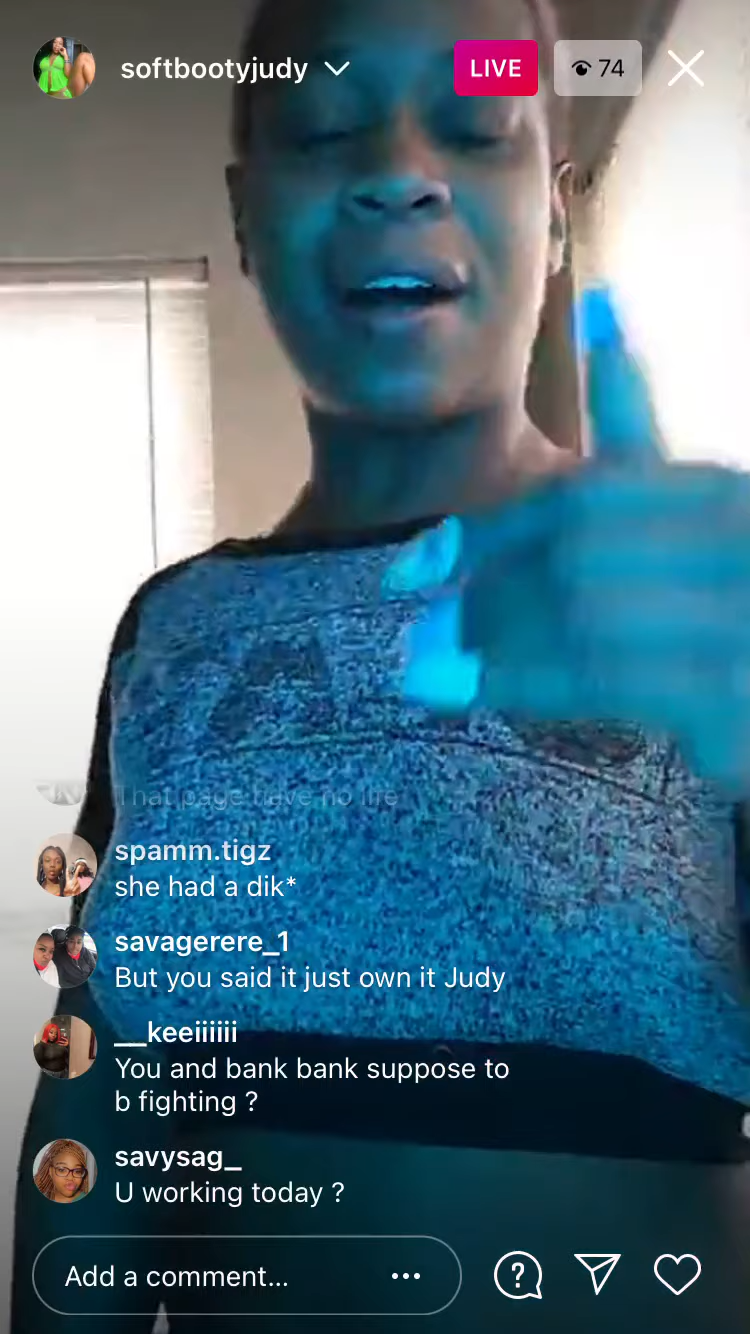 softbootyjudy
LIVE
74
That page have no life
spamm.tigz
she had a dik*
savagerere_1
But you said it just own it Judy
__keeiiiiii
You and bank bank suppose to
b fighting ?
savysag_
U working today ?
Add a comment...